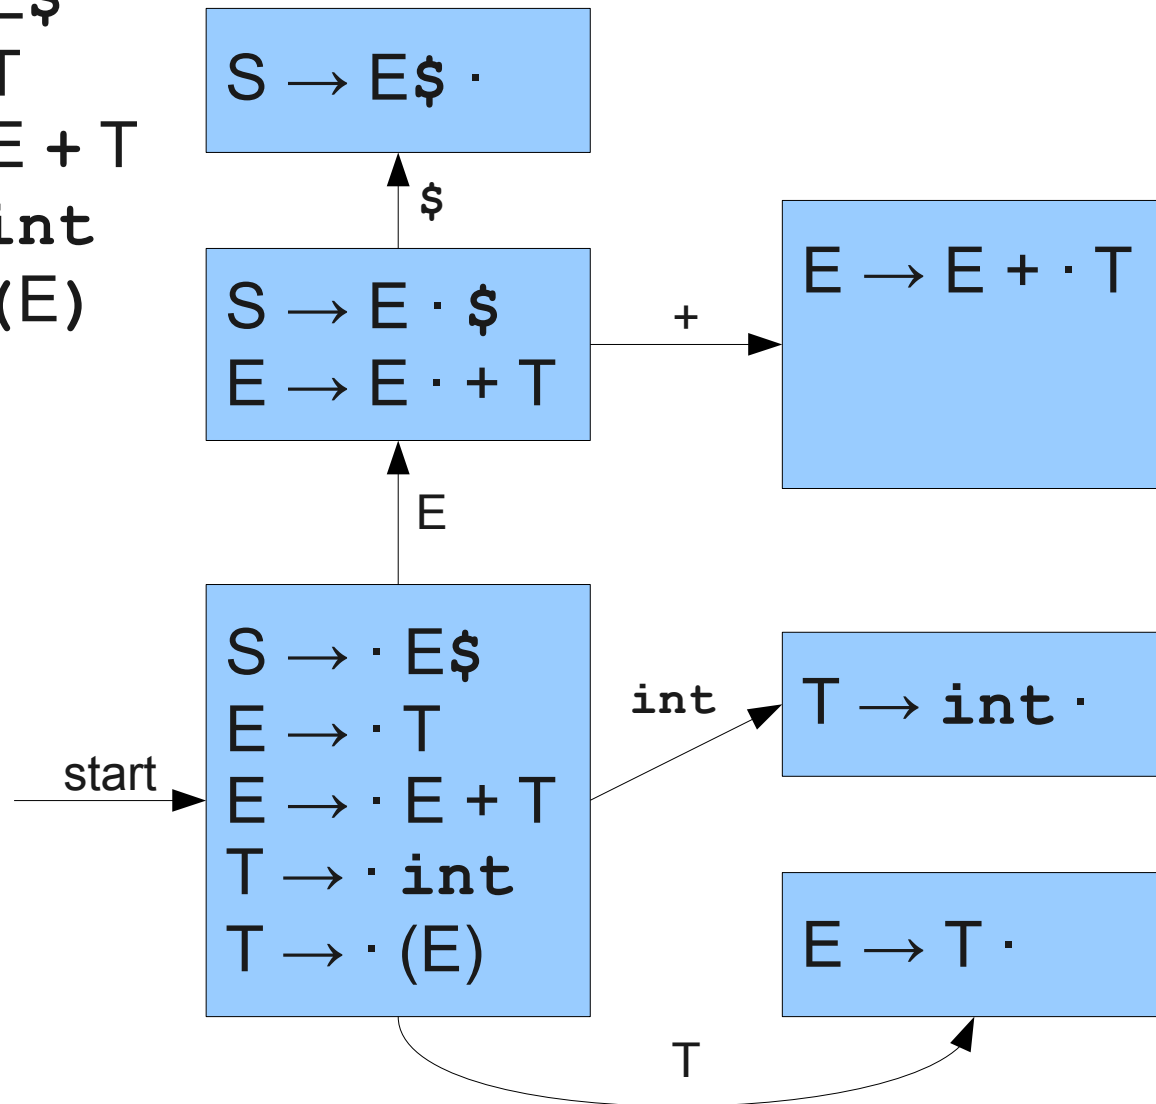 E$
T
E + T
int
(E)
S → E$ ·
$
S → E · $
E → E · + T
+
E → E + · T
E
start
S → · E$
E → · T
E → · E + T
T → · int
T → · (E)
int
T → int ·
E → T ·
T